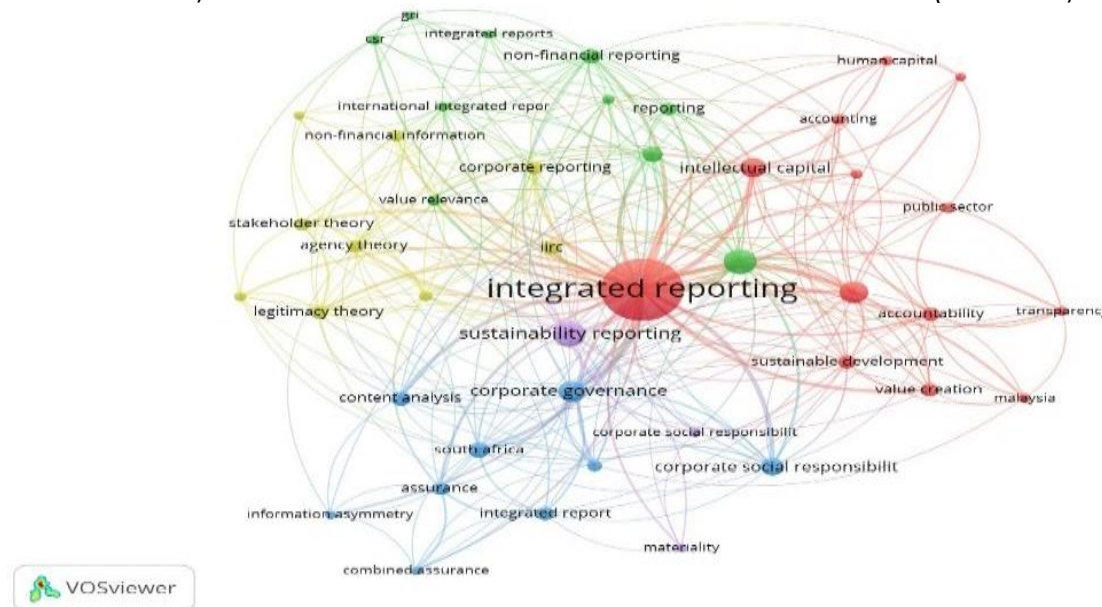 gri
csr
integrated reports
non-financial reporting
human capital
international integrated repor
reporting
accounting
non-financial information
corporate reporting
intellectual capital
value relevance
public sector
stakeholder theory
agency theory
iirc
integrated reporting
legitimacy theory
accountability
transparency
sustainability reporting
sustainable development
corporate governance
value creation
content analysis
malaysia
corporate social responsibilit
south africa
corporate social responsibilit
assurance
information asymmetry
integrated report
materiality
combined assurance
VOSviewer